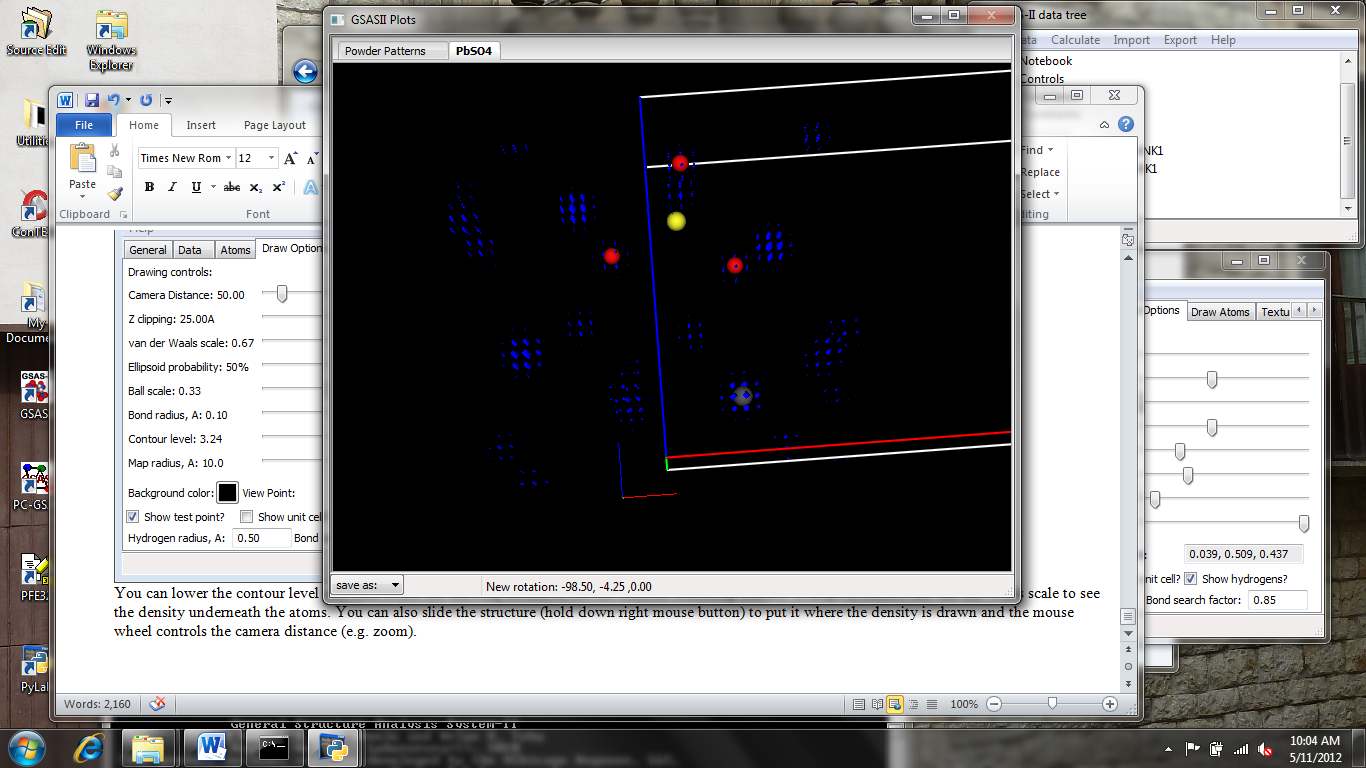 Source Edit
Windows
Explorer
Utilitie
ConTE
My
Docume
GSAS
PC-GS
PFE3.
PyLal
GSASII Plots
Powder Patterns
PbSO4
save as:
New rotation: -98.50, -4.25 ,0.00
S-II data tree
ata Calculate Import Export Help
Notebook
Controls
NK1
K1
File Home Insert Page Layout
Paste
Clipboard
Times New Rom 12
B I U abc x2 x2 A
Font
Find
Replace
Select
diting
General Data Atoms Draw Option
Drawing controls:
Camera Distance: 50.00
Z clipping: 25.00A
van der Waals scale: 0.67
Ellipsoid probability: 50%
Ball scale: 0.33
Bond radius, A: 0.10
Contour level: 3.24
Map radius, A: 10.0
Background color: View Point:
Show test point? Show unit cell
Hydrogen radius, A: 0.50 Bond
You can lower the contour level
s scale to see
the density underneath the atoms. You can also slide the structure (hold down right mouse button) to put it where the density is drawn and the mouse
wheel controls the camera distance (e.g. zoom).
Options Draw Atoms Textu
0.039, 0.509, 0.437
nit cell? Show hydrogens?
Bond search factor: 0.85
Words: 2,160
100%
General Structure Analysis System-II
10:04 AM
5/11/2012